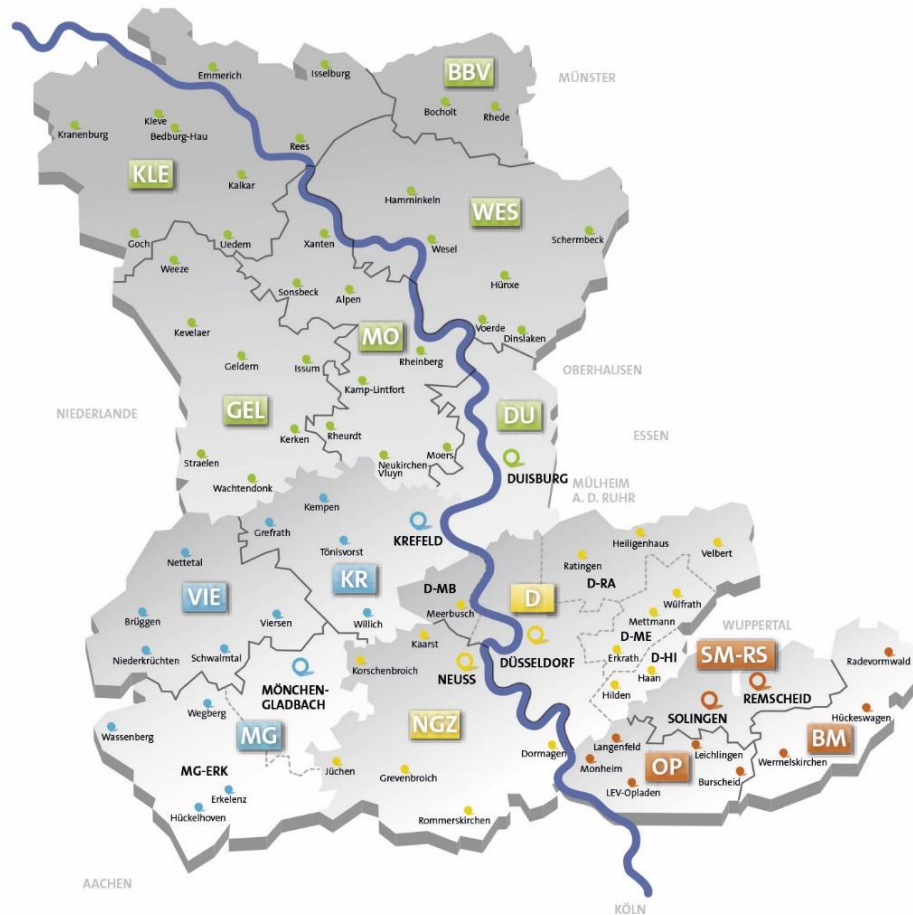 Isselburg
Emmerich
BBV
MÜNSTER
Bocholt
Rhede
Kleve
Kranenburg
Bedburg-Hau
Rees
KLE
Kalkar
Hamminkeln
WES
Goch
Uedem
Xanten
Wesel
Schermbeck
Weeze
Sonsbeck
Alpen
Hünxe
Kevelaer
MO
Voerde
Dinslaken
Geldern
Issum
Rheinberg
OBERHAUSEN
Kamp-Lintfort
NIEDERLANDE
GEL
DU
Kerken
Rheurdt
ESSEN
Straelen
Moers
Neukirchen
Vluyn
DUISBURG
Wachtendonk
MÜLHEIM
A. D. RUHR
Kempen
Grefrath
KREFELD
Heiligenhaus
Nettetal
Tönisvorst
Ratingen
Velbert
KR
D-MB
D-RA
VIE
D
Wülfrath
Meerbusch
Mettmann
Brüggen
Viersen
Willich
WUPPERTAL
Kaarst
D-ME
Niederkrüchten
Schwalmtal
Korschenbroich
NEUSS
DÜSSELDORF
Erkrath
D-HI
SM-RS
Radevormwald
Haan
MÖNCHEN-
GLADBACH
Hilden
REMSCHEID
Wegberg
SOLINGEN
Hückeswagen
Wassenberg
MG
NGZ
Langenfeld
BM
Dormagen
Leichlingen
MG-ERK
Monheim
OP
Wermelskirchen
Jüchen
Grevenbroich
Burscheid
LEV-Opladen
Erkelenz
Hückelhoven
Rommerskirchen
AACHEN
KÖLN